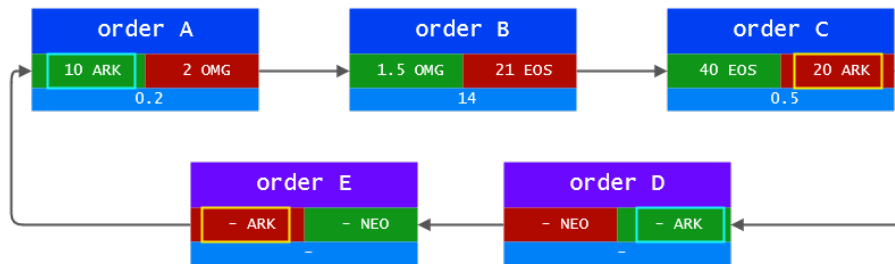 order A
10 ARK 2 OMG
0.2
order B
1.5 OMG 21 EOS
14
order C
40 EOS 20 ARK
0.5
order E
- ARK - NEO
-
order D
- NEO - ARK
-